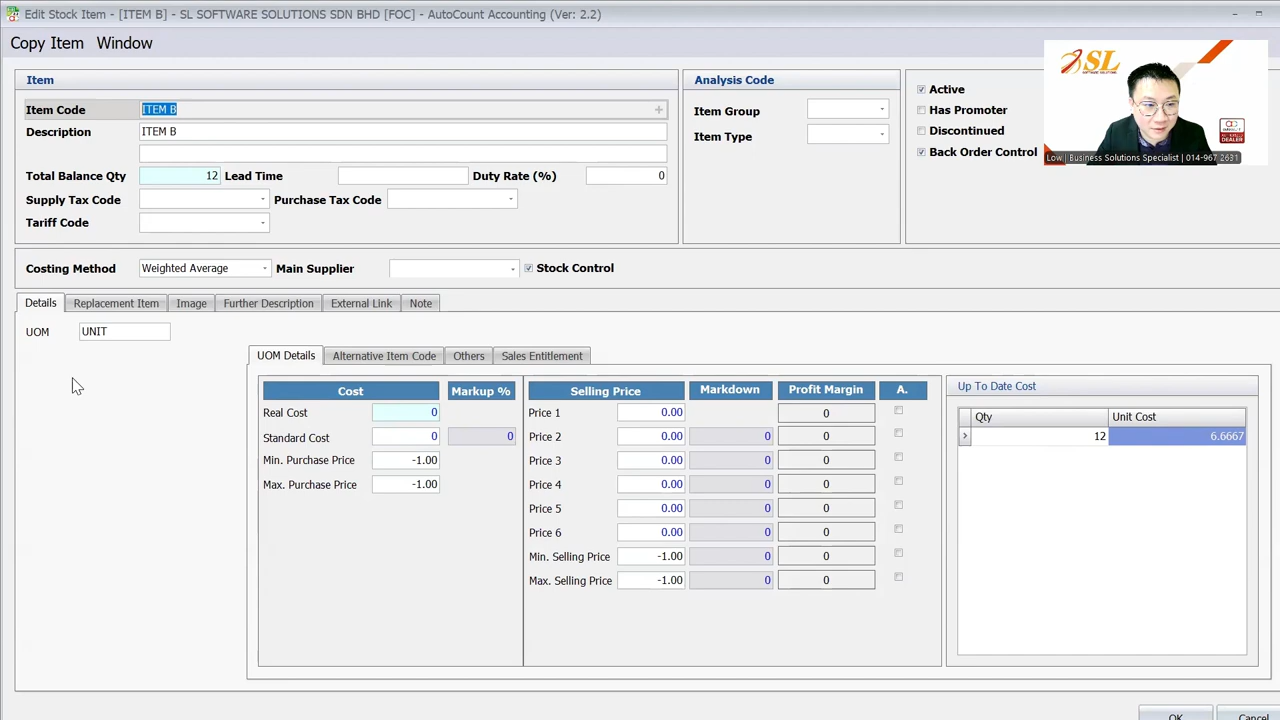 Edit Stock Item - [ITEM B] - SL SOFTWARE SOLUTIONS SDN BHD [FOC] - AutoCount Accounting (Ver: 2.2)
Copy Item Window
Item
Analysis Code
Item Code ITEM B
Description ITEM B
Total Balance Qty 12 Lead Time Duty Rate (%) 0
Supply Tax Code Purchase Tax Code
Tariff Code
Item Group
Item Type
Active
Has Promoter
Discontinued
Back Order Control
SL
SOFTWARE SOLUTIONS
DEALER
Low | Business Solutions Specialist | 014-967 2631
Costing Method Weighted Average Main Supplier Stock Control
Details Replacement Item Image Further Description External Link Note
UOM UNIT
UOM Details Alternative Item Code Others Sales Entitlement
Cost Markup % Selling Price Markdown Profit Margin A. Up To Date Cost
Real Cost 0 Price 1 0.00 0 Qty Unit Cost
Standard Cost 0 0 Price 2 0.00 0 0 12 6.6667
Min. Purchase Price -1.00 Price 3 0.00 0 0
Max. Purchase Price -1.00 Price 4 0.00 0 0
Price 5 0.00 0 0
Price 6 0.00 0 0
Min. Selling Price -1.00 0 0
Max. Selling Price -1.00 0 0
OK Cancel